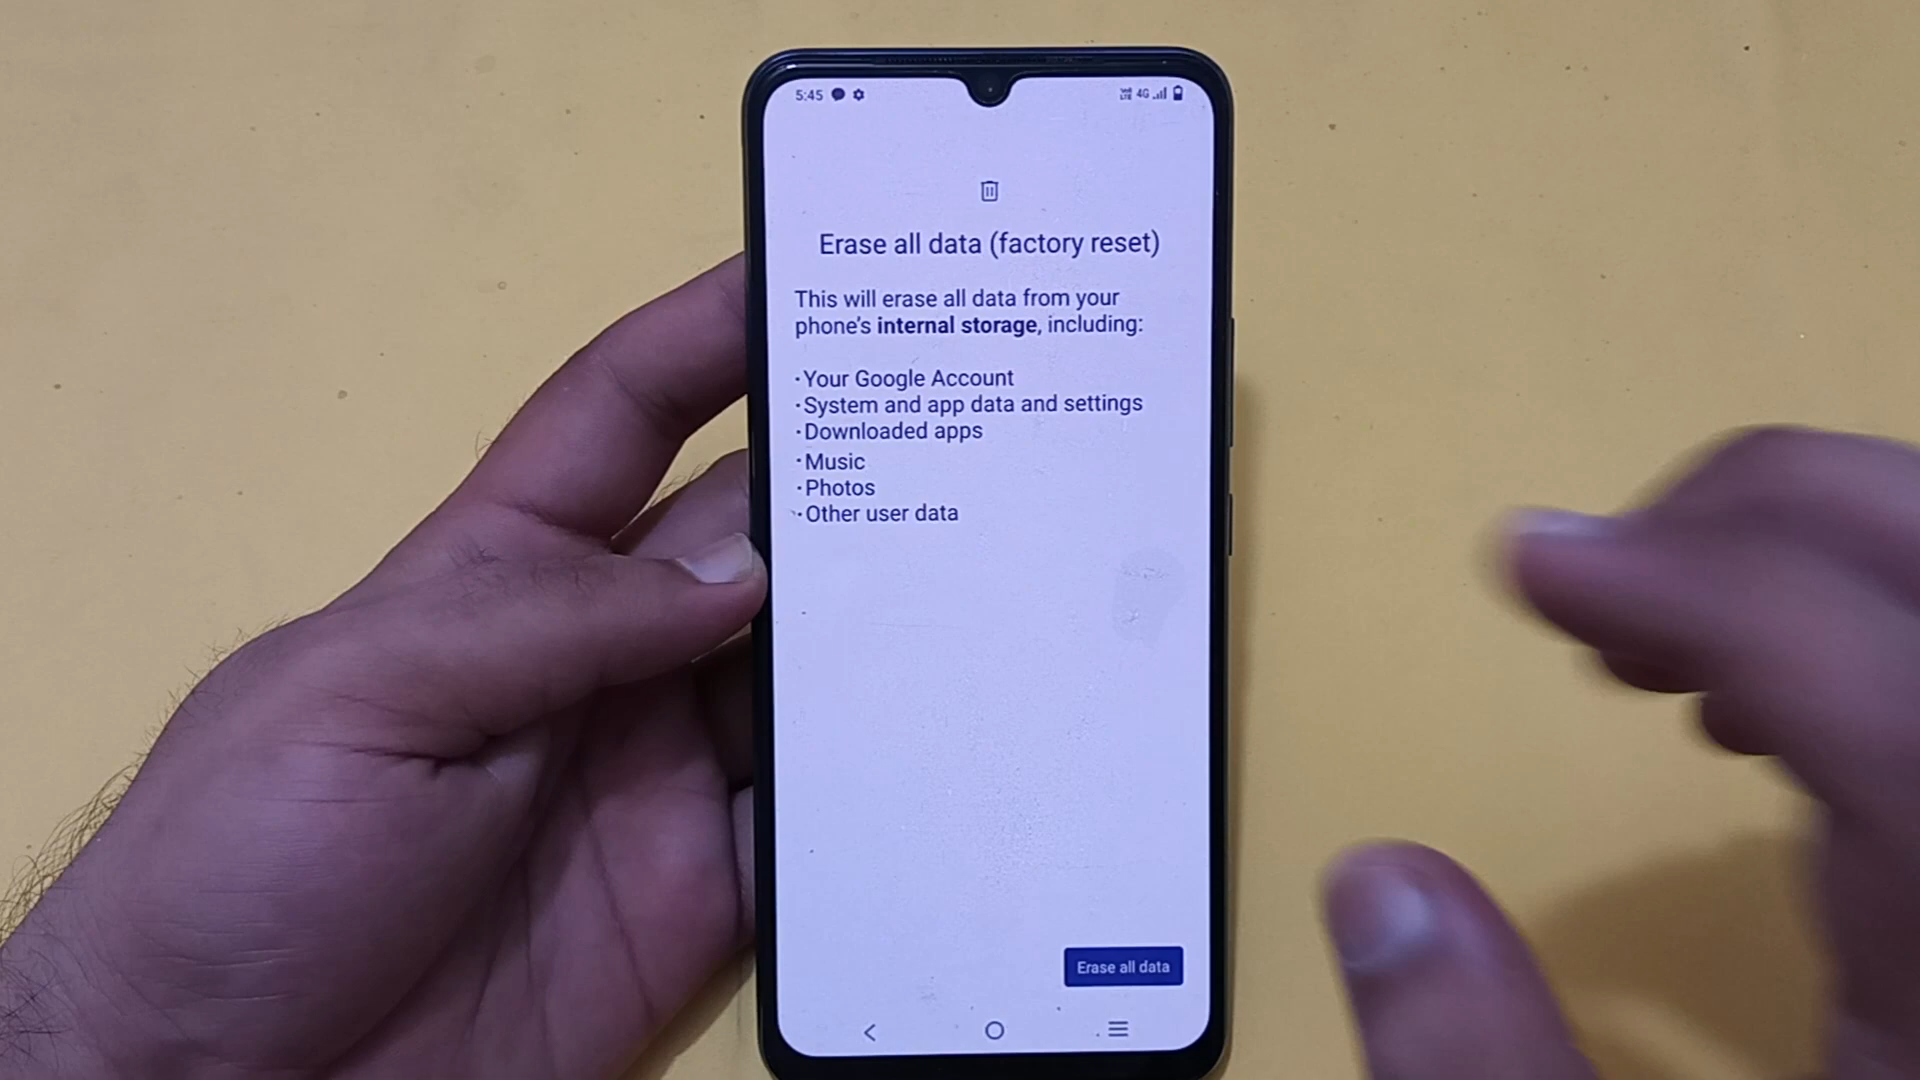 5:45 4G
Erase all data (factory reset)
This will erase all data from your
phone's internal storage, including:
·Your Google Account
·System and app data and settings
·Downloaded apps
·Music
·Photos
·Other user data
Erase all data